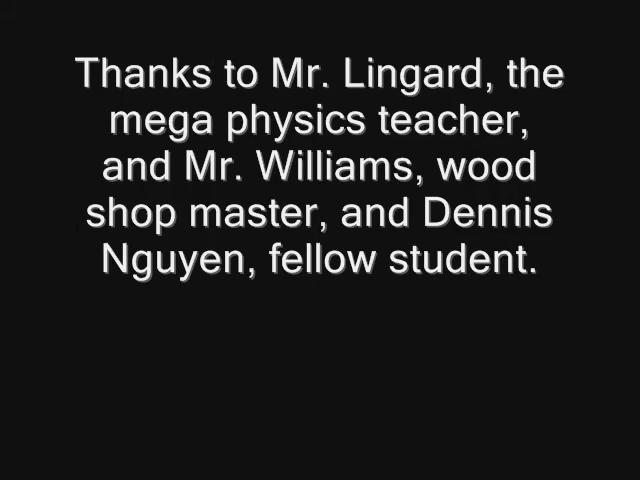 Thanks to Mr. Lingard, the
mega physics teacher,
and Mr. Williams, wood
shop master, and Dennis
Nguyen, fellow student.